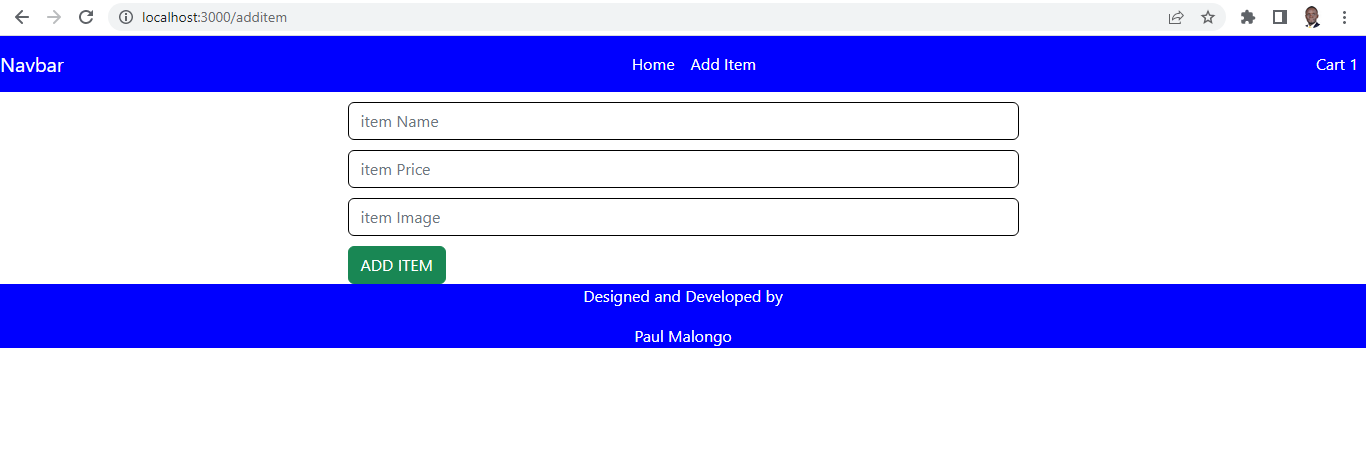 localhost:3000/additem
Navbar Home Add Item Cart 1
item Name
item Price
item Image
ADD ITEM
Designed and Developed by
Paul Malongo